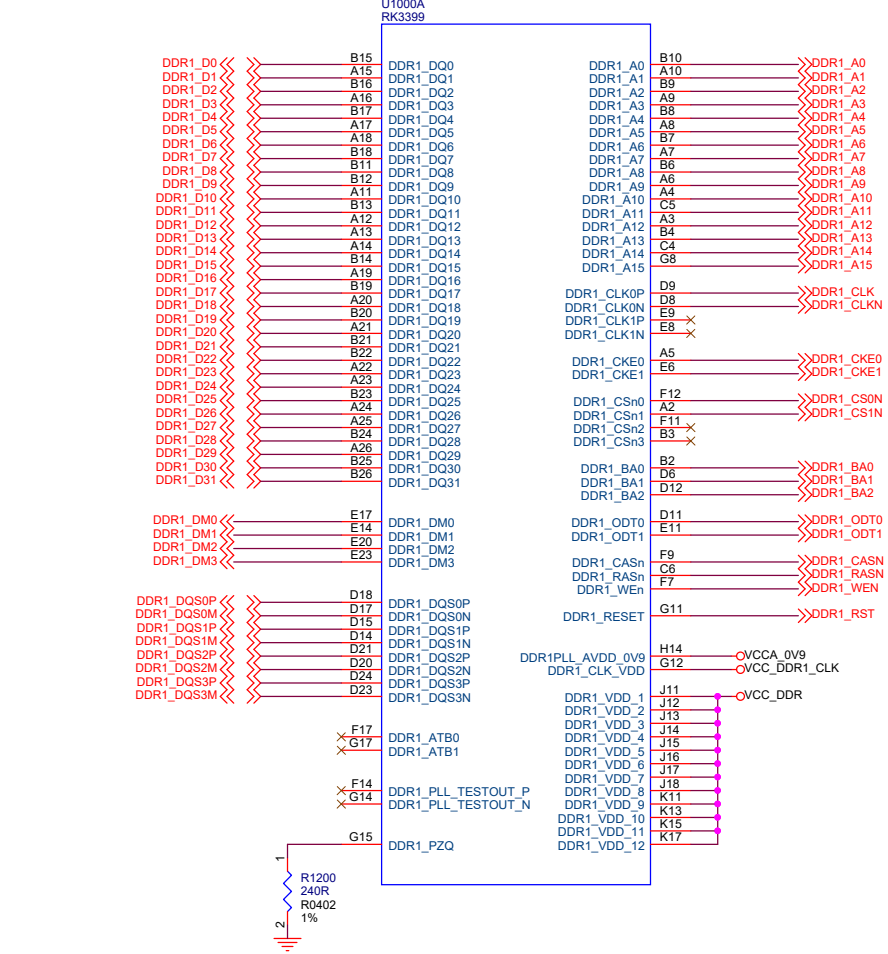 U1000A
RK3399
DDR1_D0 B15 DDR1_DQ0 DDR1_A0 B10 DDR1_A0
DDR1_D1 A15 DDR1_DQ1 DDR1_A1 A10 DDR1_A1
DDR1_D2 B16 DDR1_DQ2 DDR1_A2 B9 DDR1_A2
DDR1_D3 A16 DDR1_DQ3 DDR1_A3 A9 DDR1_A3
DDR1_D4 B17 DDR1_DQ4 DDR1_A4 B8 DDR1_A4
DDR1_D5 A17 DDR1_DQ5 DDR1_A5 A8 DDR1_A5
DDR1_D6 A18 DDR1_DQ6 DDR1_A6 B7 DDR1_A6
DDR1_D7 B18 DDR1_DQ7 DDR1_A7 A7 DDR1_A7
DDR1_D8 B11 DDR1_DQ8 DDR1_A8 B6 DDR1_A8
DDR1_D9 B12 DDR1_DQ9 DDR1_A9 A6 DDR1_A9
DDR1_D10 A11 DDR1_DQ10 DDR1_A10 A4 DDR1_A10
DDR1_D11 B13 DDR1_DQ11 DDR1_A11 C5 DDR1_A11
DDR1_D12 A12 DDR1_DQ12 DDR1_A12 A3 DDR1_A12
DDR1_D13 A13 DDR1_DQ13 DDR1_A13 B4 DDR1_A13
DDR1_D14 A14 DDR1_DQ14 DDR1_A14 C4 DDR1_A14
DDR1_D15 B14 DDR1_DQ15 DDR1_A15 G8 DDR1_A15
DDR1_D16 A19 DDR1_DQ16
DDR1_D17 B19 DDR1_DQ17 DDR1_CLK0P D9 DDR1_CLK
DDR1_D18 A20 DDR1_DQ18 DDR1_CLK0N D8 DDR1_CLKN
DDR1_D19 B20 DDR1_DQ19 DDR1_CLK1P E9
DDR1_D20 A21 DDR1_DQ20 DDR1_CLK1N E8
DDR1_D21 B21 DDR1_DQ21
DDR1_D22 B22 DDR1_DQ22 DDR1_CKE0 A5 DDR1_CKE0
DDR1_D23 A22 DDR1_DQ23 DDR1_CKE1 E6 DDR1_CKE1
DDR1_D24 A23 DDR1_DQ24
DDR1_D25 B23 DDR1_DQ25 DDR1_CSn0 F12 DDR1_CS0N
DDR1_D26 A24 DDR1_DQ26 DDR1_CSn1 A2 DDR1_CS1N
DDR1_D27 A25 DDR1_DQ27 DDR1_CSn2 F11
DDR1_D28 B24 DDR1_DQ28 DDR1_CSn3 B3
DDR1_D29 A26 DDR1_DQ29
DDR1_D30 B25 DDR1_DQ30 DDR1_BA0 B2 DDR1_BA0
DDR1_D31 B26 DDR1_DQ31 DDR1_BA1 D6 DDR1_BA1
DDR1_BA2 D12 DDR1_BA2
DDR1_DM0 E17 DDR1_DM0 DDR1_ODT0 D11 DDR1_ODT0
DDR1_DM1 E14 DDR1_DM1 DDR1_ODT1 E11 DDR1_ODT1
DDR1_DM2 E20 DDR1_DM2
DDR1_DM3 E23 DDR1_DM3 DDR1_CASn F9 DDR1_CASN
DDR1_RASn C6 DDR1_RASN
DDR1_WEn F7 DDR1_WEN
DDR1_DQS0P D18 DDR1_DQS0P
DDR1_DQS0M D17 DDR1_DQS0N DDR1_RESET G11 DDR1_RST
DDR1_DQS1P D15 DDR1_DQS1P
DDR1_DQS1M D14 DDR1_DQS1N
DDR1_DQS2P D21 DDR1_DQS2P DDR1PLL_AVDD_0V9 H14 VCCA_0V9
DDR1_DQS2M D20 DDR1_DQS2N DDR1_CLK_VDD G12 VCC_DDR1_CLK
DDR1_DQS3P D24 DDR1_DQS3P
DDR1_DQS3M D23 DDR1_DQS3N DDR1_VDD_1 J11 VCC_DDR
DDR1_VDD_2 J12
DDR1_VDD_3 J13
F17 DDR1_ATB0 DDR1_VDD_4 J14
G17 DDR1_ATB1 DDR1_VDD_5 J15
DDR1_VDD_6 J16
DDR1_VDD_7 J17
F14 DDR1_PLL_TESTOUT_P DDR1_VDD_8 J18
G14 DDR1_PLL_TESTOUT_N DDR1_VDD_9 K11
DDR1_VDD_10 K13
DDR1_VDD_11 K15
G15 DDR1_PZQ DDR1_VDD_12 K17
1
R1200
240R
R0402
1%
2